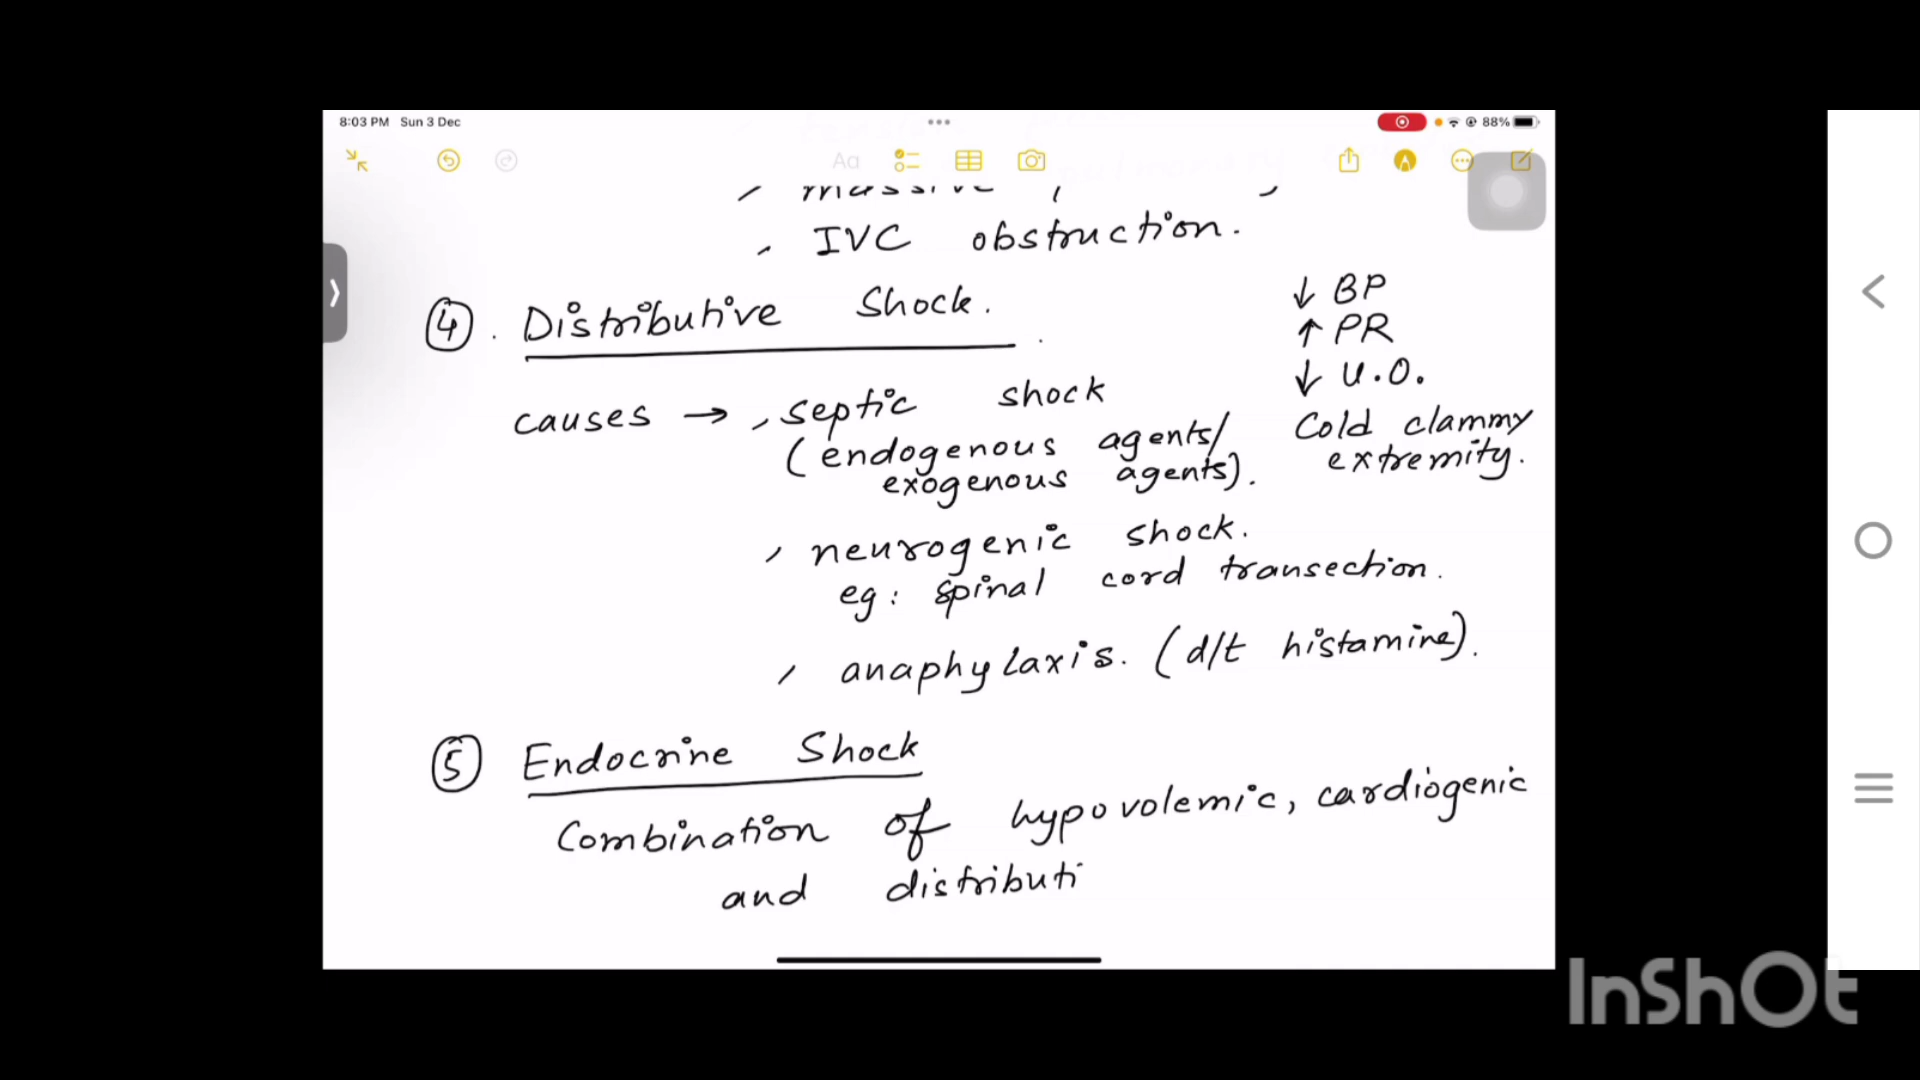 8:03 PM Sun 3 Dec
88%
Aa
massive
IVC obstruction.
④. Distributive Shock.
↓ BP
↑ PR
↓ U.O.
Cold clammy
extremity.
causes → , septic shock
(endogenous agents/
exogenous agents).
, neurogenic shock.
eg: spinal cord transection.
, anaphylaxis. (d/t histamine).
⑤ Endocrine Shock
Combination of hypovolemic, cardiogenic
and distributi
InShOt